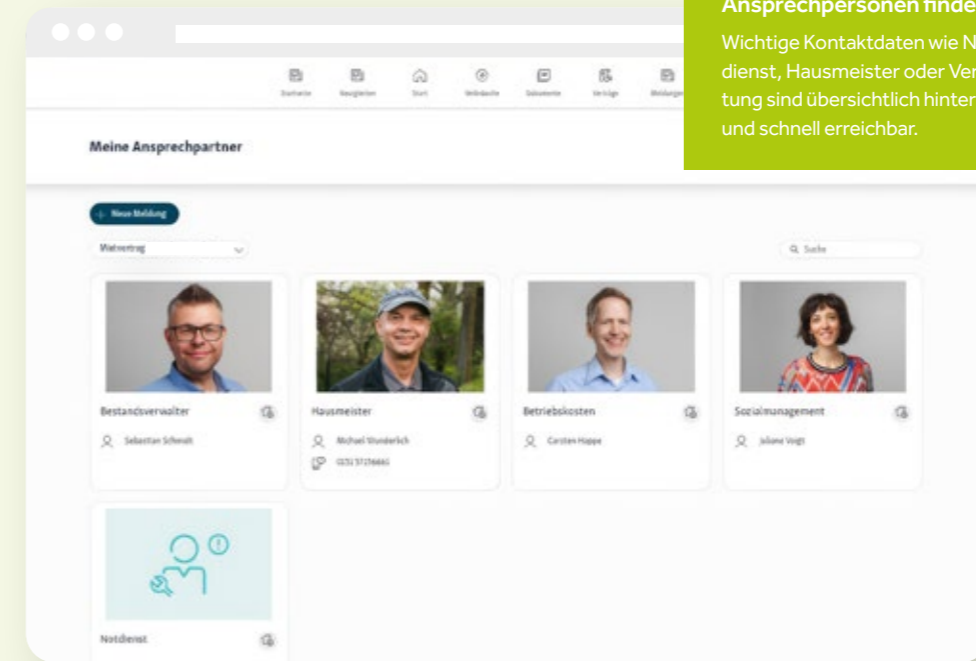 Ansprechpersonen finde
Wichtige Kontaktdaten wie N
dienst, Hausmeister oder Ver
tung sind übersichtlich hinter
und schnell erreichbar.
Startseite Neuigkeiten Start Verbräuche Dokumente Verträge Meldungen
Meine Ansprechpartner
Neue Meldung
Mietvertrag
Suche
Bestandsverwalter
Sebastian Schmidt
Hausmeister
Michael Wunderlich
Betriebskosten
Carsten Happe
Sozialmanagement
Juliane Voigt
Notdienst